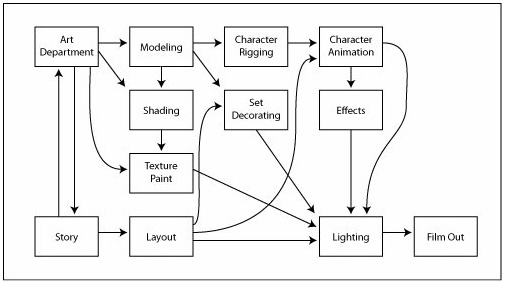 Art
Department
Modeling
Character
Rigging
Character
Animation
Shading
Set
Decorating
Effects
Texture
Paint
Story
Layout
Lighting
Film Out